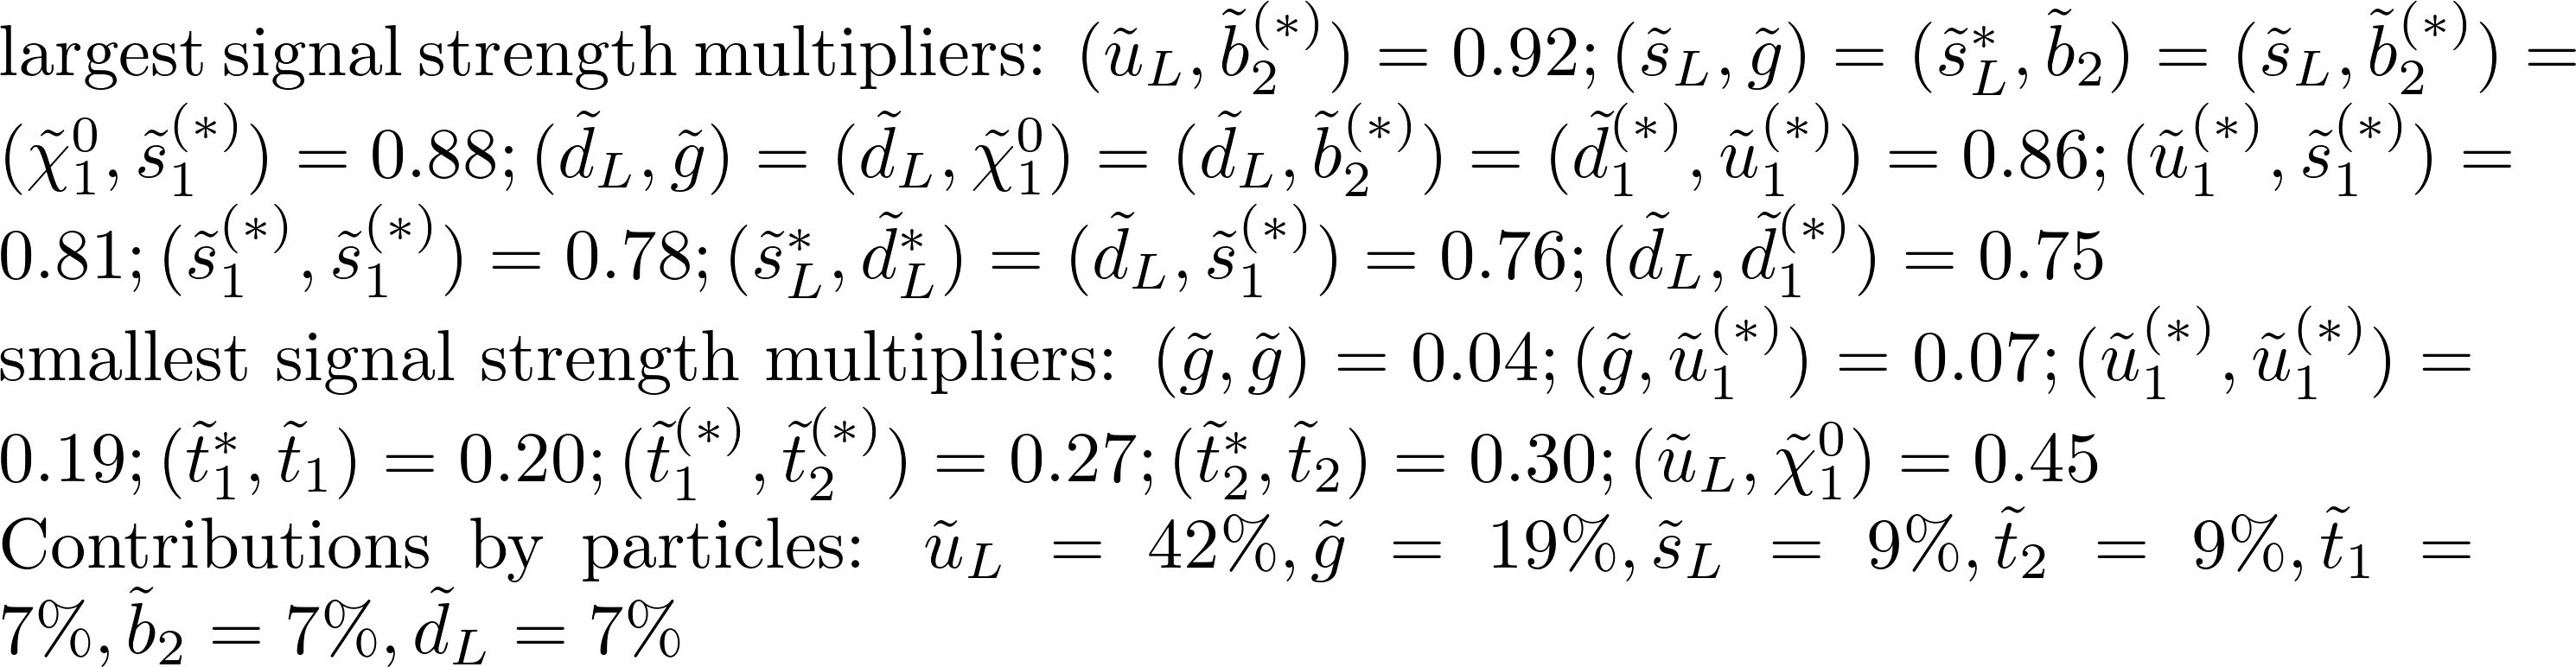 largest signal strength multipliers: (ũ_L, b̃_2^(∗)) = 0.92; (s̃_L, g̃) = (s̃_L^∗, b̃_2) = (s̃_L, b̃_2^(∗)) =
(χ̃_1^0, s̃_1^(∗)) = 0.88; (d̃_L, g̃) = (d̃_L, χ̃_1^0) = (d̃_L, b̃_2^(∗)) = (d̃_1^(∗), ũ_1^(∗)) = 0.86; (ũ_1^(∗), s̃_1^(∗)) =
0.81; (s̃_1^(∗), s̃_1^(∗)) = 0.78; (s̃_L^∗, d̃_L^∗) = (d̃_L, s̃_1^(∗)) = 0.76; (d̃_L, d̃_1^(∗)) = 0.75
smallest signal strength multipliers: (g̃, g̃) = 0.04; (g̃, ũ_1^(∗)) = 0.07; (ũ_1^(∗), ũ_1^(∗)) =
0.19; (t̃_1^∗, t̃_1) = 0.20; (t̃_1^(∗), t̃_2^(∗)) = 0.27; (t̃_2^∗, t̃_2) = 0.30; (ũ_L, χ̃_1^0) = 0.45
Contributions by particles: ũ_L = 42%, g̃ = 19%, s̃_L = 9%, t̃_2 = 9%, t̃_1 =
7%, b̃_2 = 7%, d̃_L = 7%